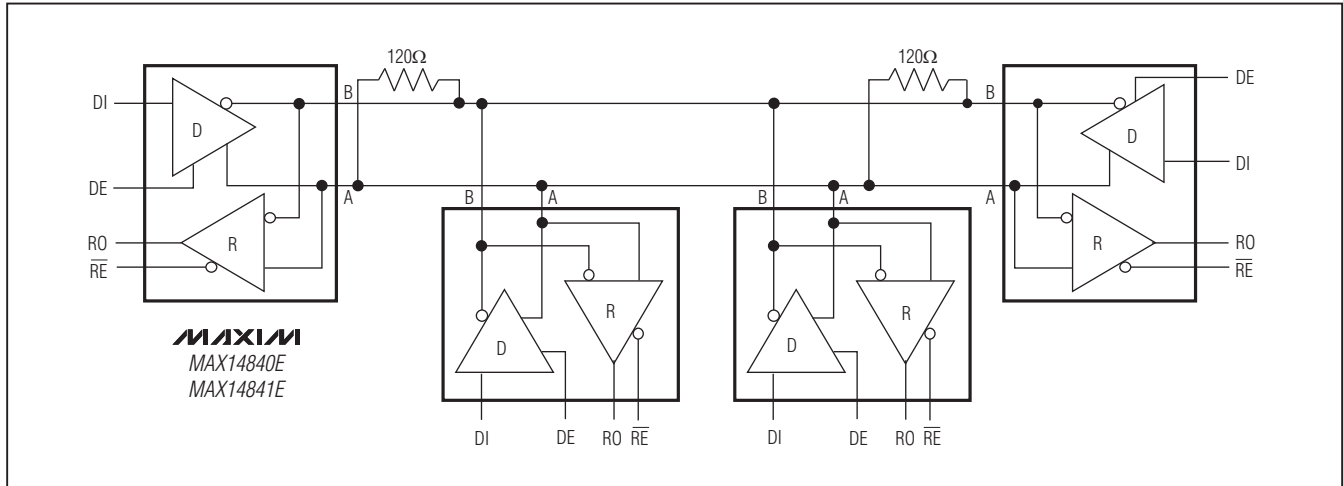 120Ω 120Ω
DI B B DE
D D
DE A B A B A A DI
RO R R RO
RE RE
MAXIM
MAX14840E
MAX14841E
R R
D D
DI DE RO RE DI DE RO RE